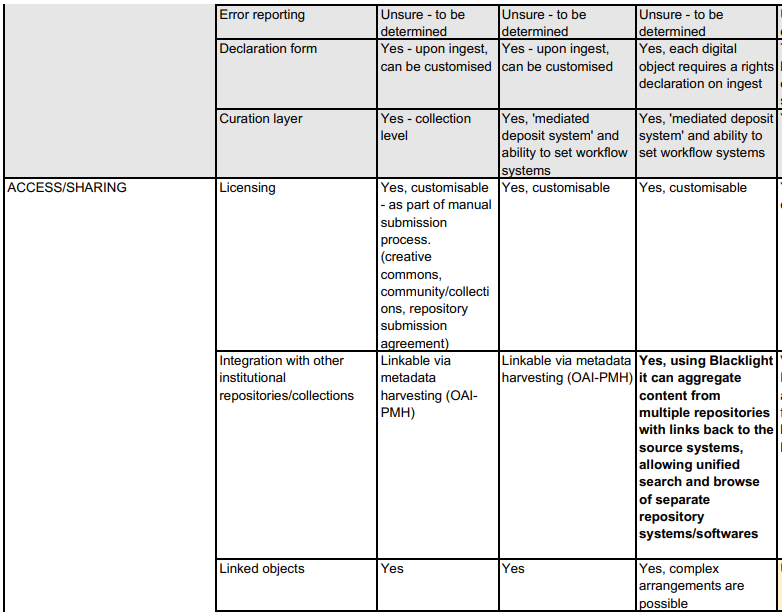 Error reporting
Unsure - to be
determined
Unsure - to be
determined
Unsure - to be
determined
Declaration form
Yes - upon ingest,
can be customised
Yes - upon ingest,
can be customised
Yes, each digital
object requires a rights
declaration on ingest
Curation layer
Yes - collection
level
Yes, 'mediated
deposit system' and
ability to set workflow
systems
Yes, 'mediated deposit
system' and ability to
set workflow systems
ACCESS/SHARING
Licensing
Yes, customisable
- as part of manual
submission
process.
(creative
commons,
community/collecti
ons, repository
submission
agreement)
Yes, customisable
Yes, customisable
Integration with other
institutional
repositories/collections
Linkable via
metadata
harvesting (OAI-
PMH)
Linkable via metadata
harvesting (OAI-PMH)
Yes, using Blacklight
it can aggregate
content from
multiple repositories
with links back to the
source systems,
allowing unified
search and browse
of separate
repository
systems/softwares
Linked objects
Yes
Yes
Yes, complex
arrangements are
possible